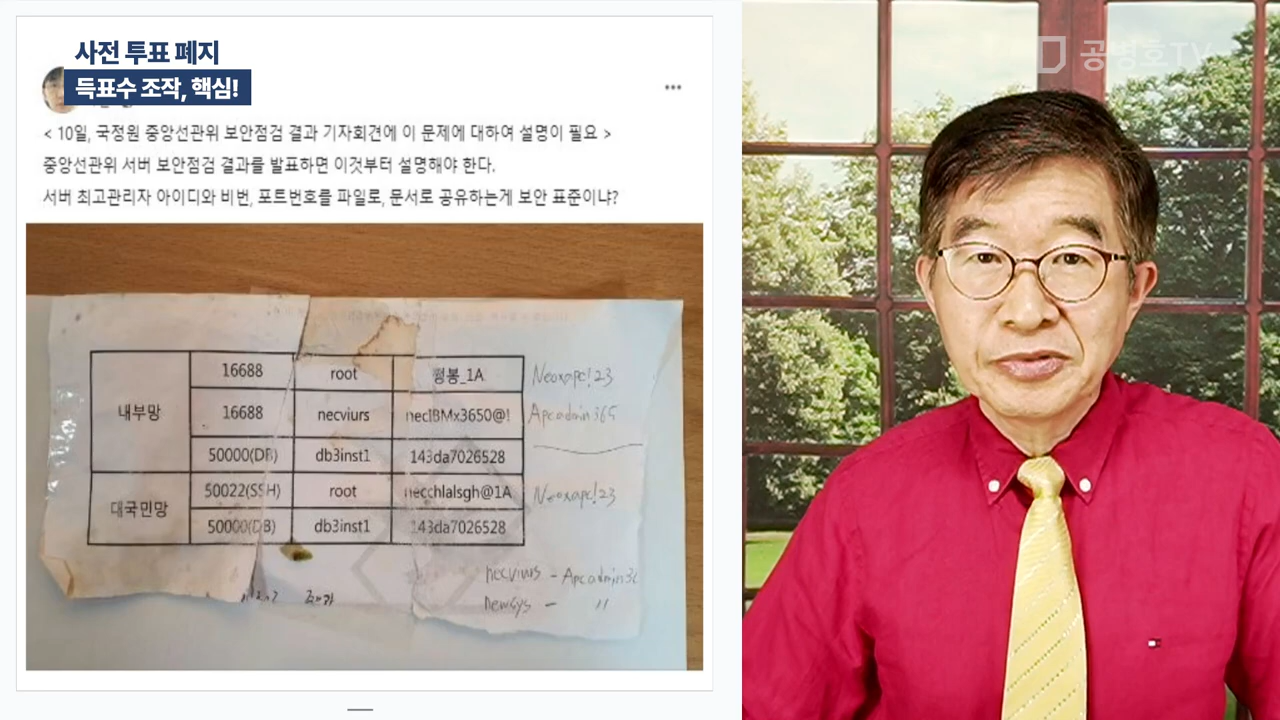 사전 투표 폐지
득표수 조작, 핵심!
공병호TV
< 10일, 국정원 중앙선관위 보안점검 결과 기자회견에 이 문제에 대하여 설명이 필요 >
중앙선관위 서버 보안점검 결과를 발표하면 이것부터 설명해야 한다.
서버 최고관리자 아이디와 비번, 포트번호를 파일로, 문서로 공유하는게 보안 표준이냐?
내부망 16688 root 형봉_1A Neoxapc!23
16688 necviurs necIBMx3650@! Apcadmin365
50000(DB) db3inst1 143da7026528
대국민망 50022(SSH) root necchlalsgh@1A Neoxapc!23
50000(DB) db3inst1 143da7026528
necviurs - Apcadmin36
newsys - "